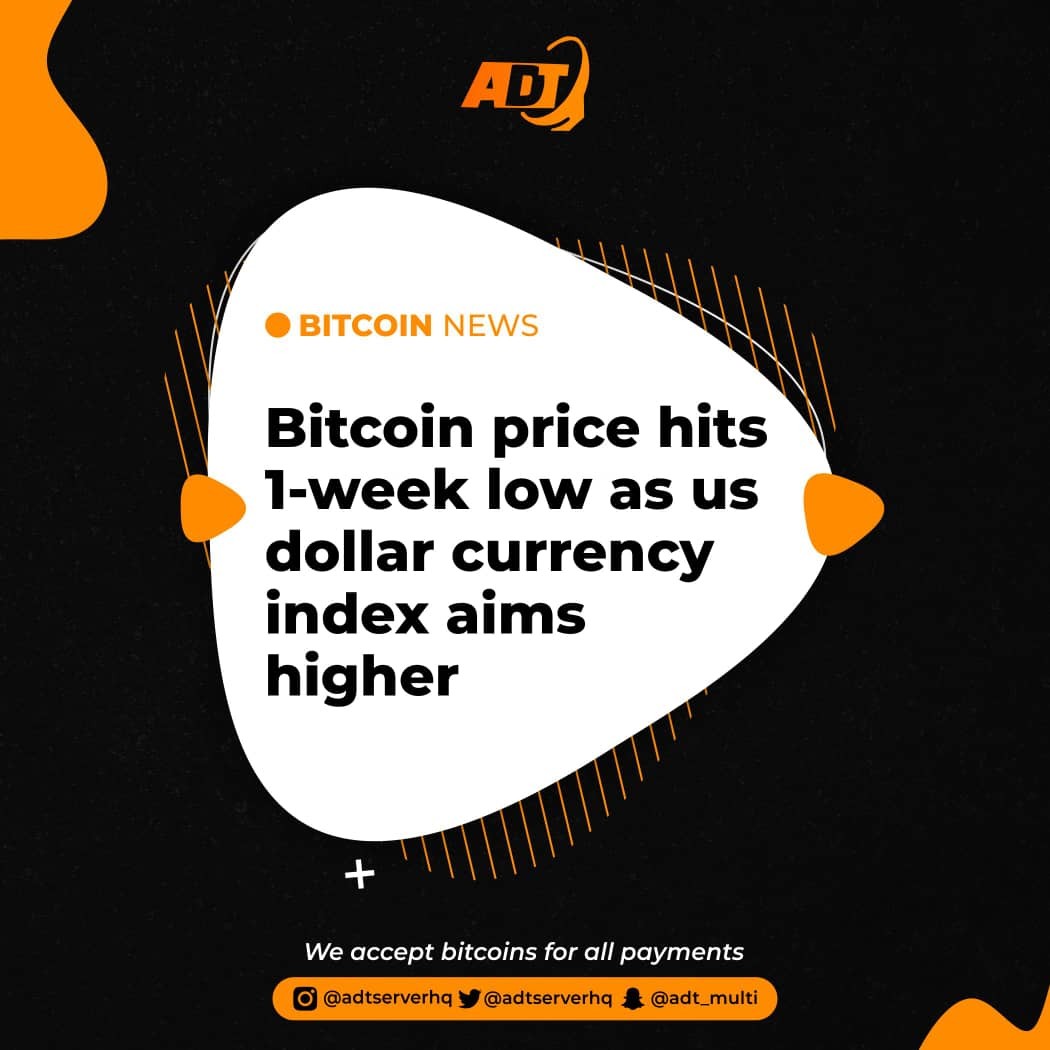 ADT
BITCOIN NEWS
Bitcoin price hits
1-week low as us
dollar currency
index aims
higher
We accept bitcoins for all payments
@adtserverhq @adtserverhq @adt_multi